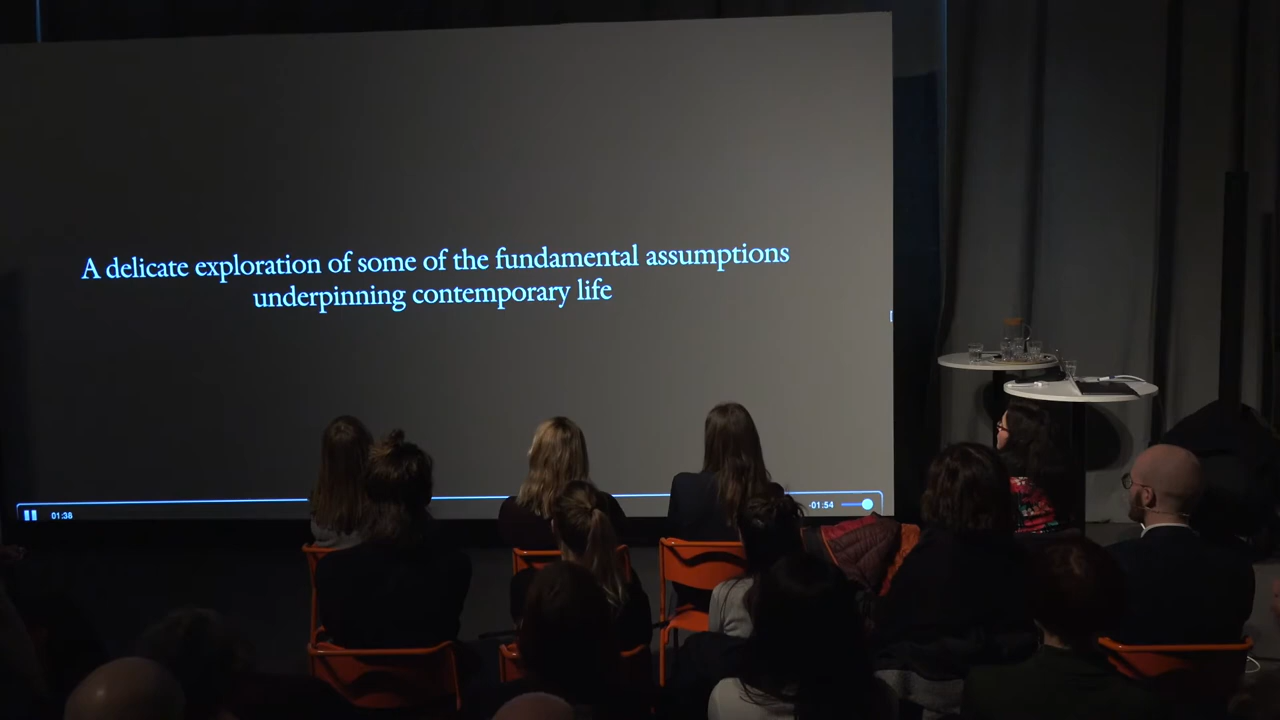 A delicate exploration of some of the fundamental assumptions
underpinning contemporary life
01:38
-01:54